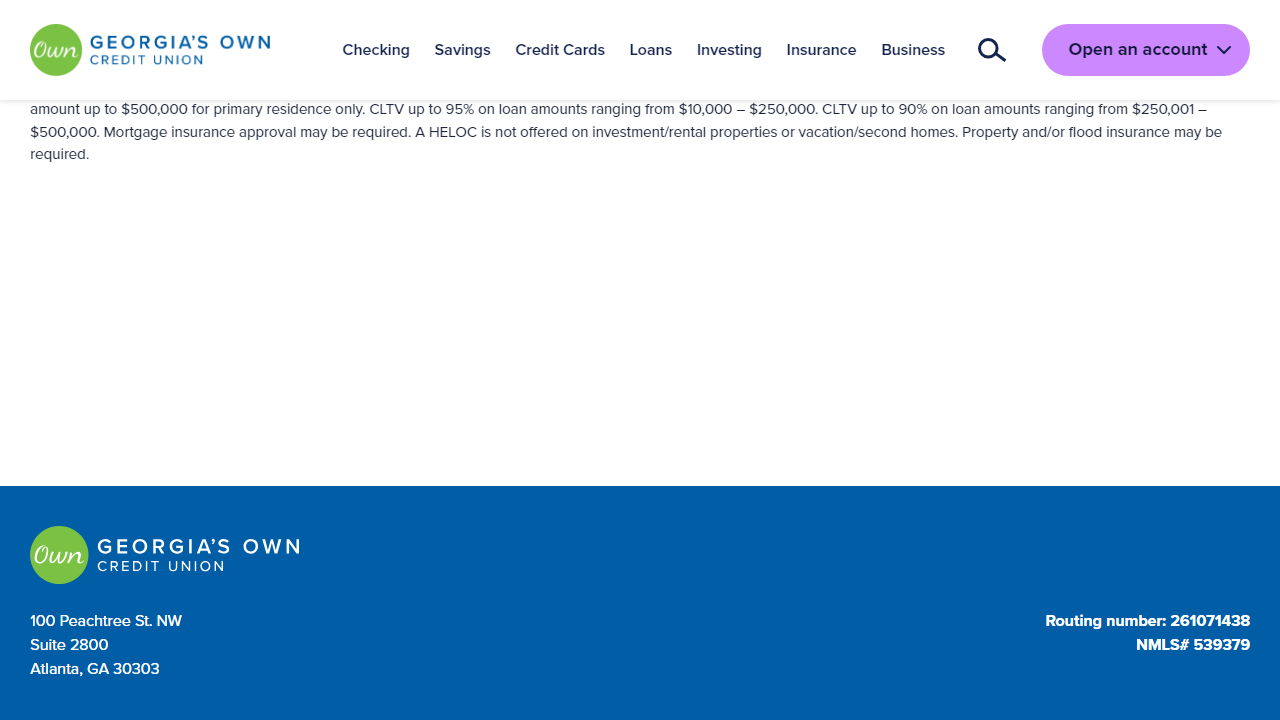 Own GEORGIA'S OWN
CREDIT UNION
Checking Savings Credit Cards Loans Investing Insurance Business Open an account
amount up to $500,000 for primary residence only. CLTV up to 95% on loan amounts ranging from $10,000 – $250,000. CLTV up to 90% on loan amounts ranging from $250,001 –
$500,000. Mortgage insurance approval may be required. A HELOC is not offered on investment/rental properties or vacation/second homes. Property and/or flood insurance may be
required.
Own GEORGIA'S OWN
CREDIT UNION
100 Peachtree St. NW
Suite 2800
Atlanta, GA 30303
Routing number: 261071438
NMLS# 539379